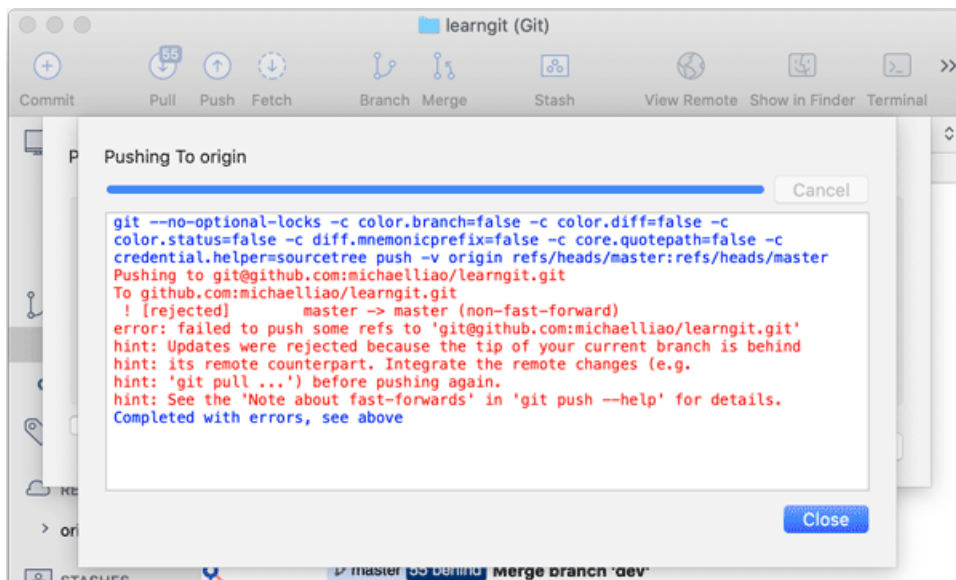 learngit (Git)
55
Commit Pull Push Fetch Branch Merge Stash View Remote Show in Finder Terminal
P
Pushing To origin
Cancel
git --no-optional-locks -c color.branch=false -c color.diff=false -c
color.status=false -c diff.mnemonicprefix=false -c core.quotepath=false -c
credential.helper=sourcetree push -v origin refs/heads/master:refs/heads/master
Pushing to git@github.com:michaelliao/learngit.git
To github.com:michaelliao/learngit.git
! [rejected] master -> master (non-fast-forward)
error: failed to push some refs to 'git@github.com:michaelliao/learngit.git'
hint: Updates were rejected because the tip of your current branch is behind
hint: its remote counterpart. Integrate the remote changes (e.g.
hint: 'git pull ...') before pushing again.
hint: See the 'Note about fast-forwards' in 'git push --help' for details.
Completed with errors, see above
RE
Close
ori
STASHES
master 55 behind Merge branch 'dev'